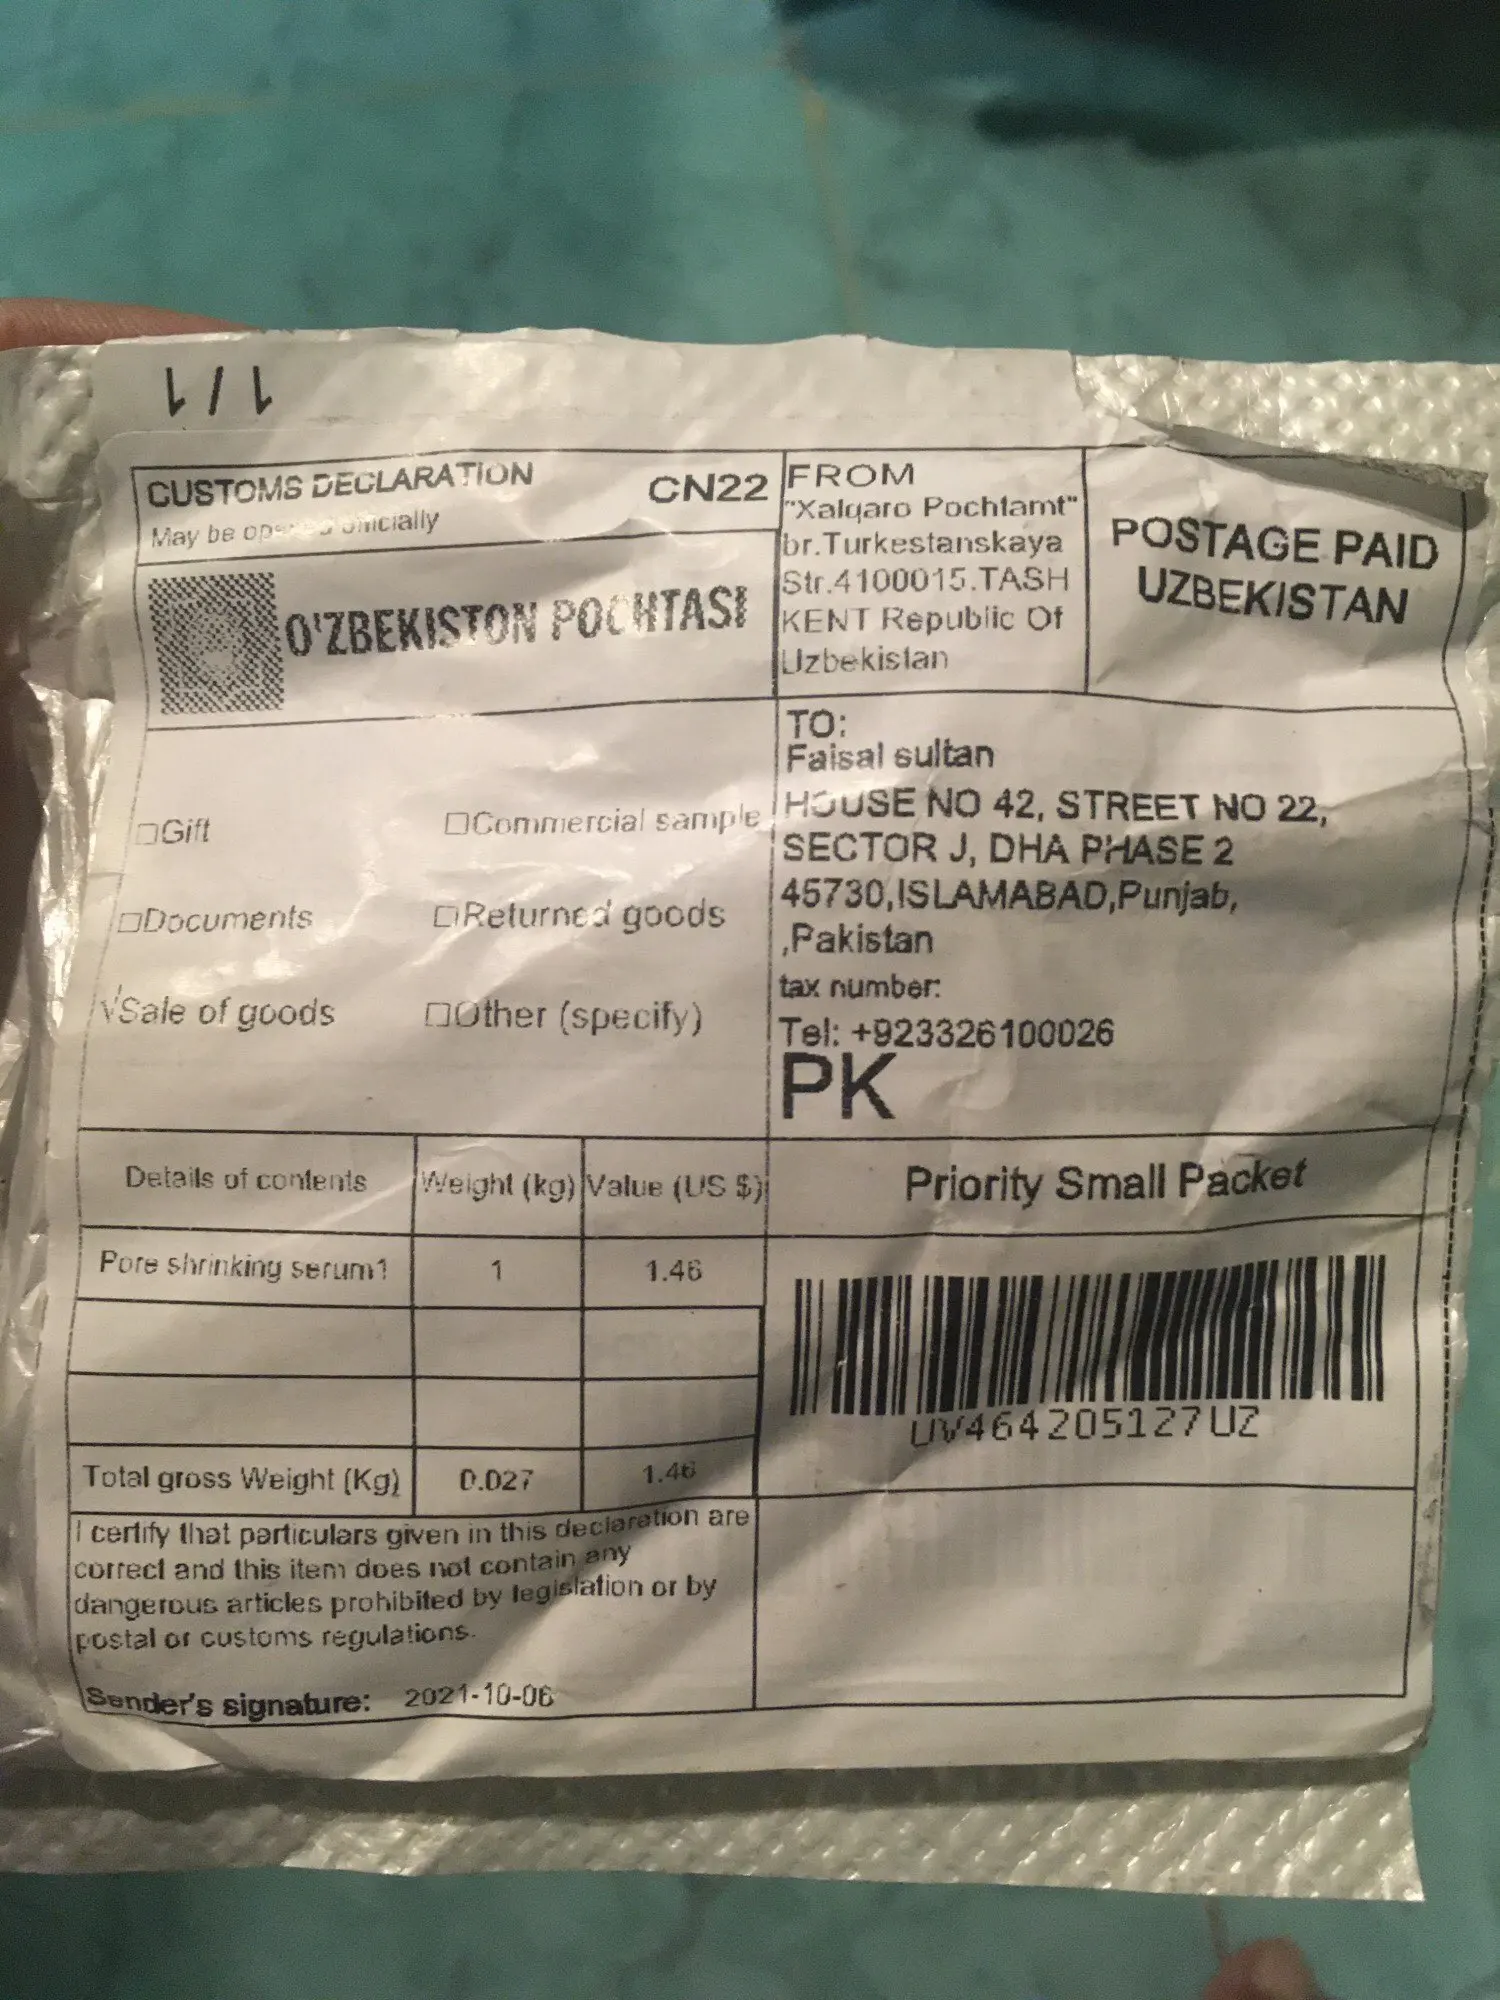 1/1
CUSTOMS DECLARATION CN22
May be opened officially
O'ZBEKISTON POCHTASI
FROM
"Xalqaro Pochtamt"
br.Turkestanskaya
Str.4100015.TASH
KENT Republic Of
Uzbekistan
POSTAGE PAID
UZBEKISTAN
□Gift □Commercial sample
□Documents □Returned goods
√Sale of goods □Other (specify)
TO:
Faisal sultan
HOUSE NO 42, STREET NO 22,
SECTOR J, DHA PHASE 2
45730,ISLAMABAD,Punjab,
,Pakistan
tax number:
Tel: +923326100026
PK
Details of contents Weight (kg) Value (US $)
Pore shrinking serum1 1 1.46
Total gross Weight (Kg) 0.027 1.46
I certify that particulars given in this declaration are
correct and this item does not contain any
dangerous articles prohibited by legislation or by
postal or customs regulations.
Sender's signature: 2021-10-06
Priority Small Packet
UV464205127UZ